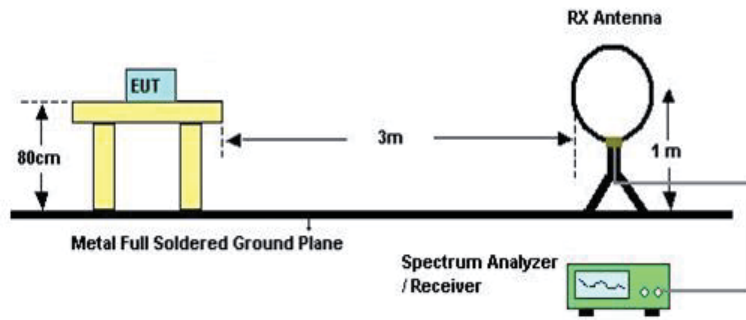 RX Antenna
EUT
3m
80cm
1 m
Metal Full Soldered Ground Plane
Spectrum Analyzer
/ Receiver